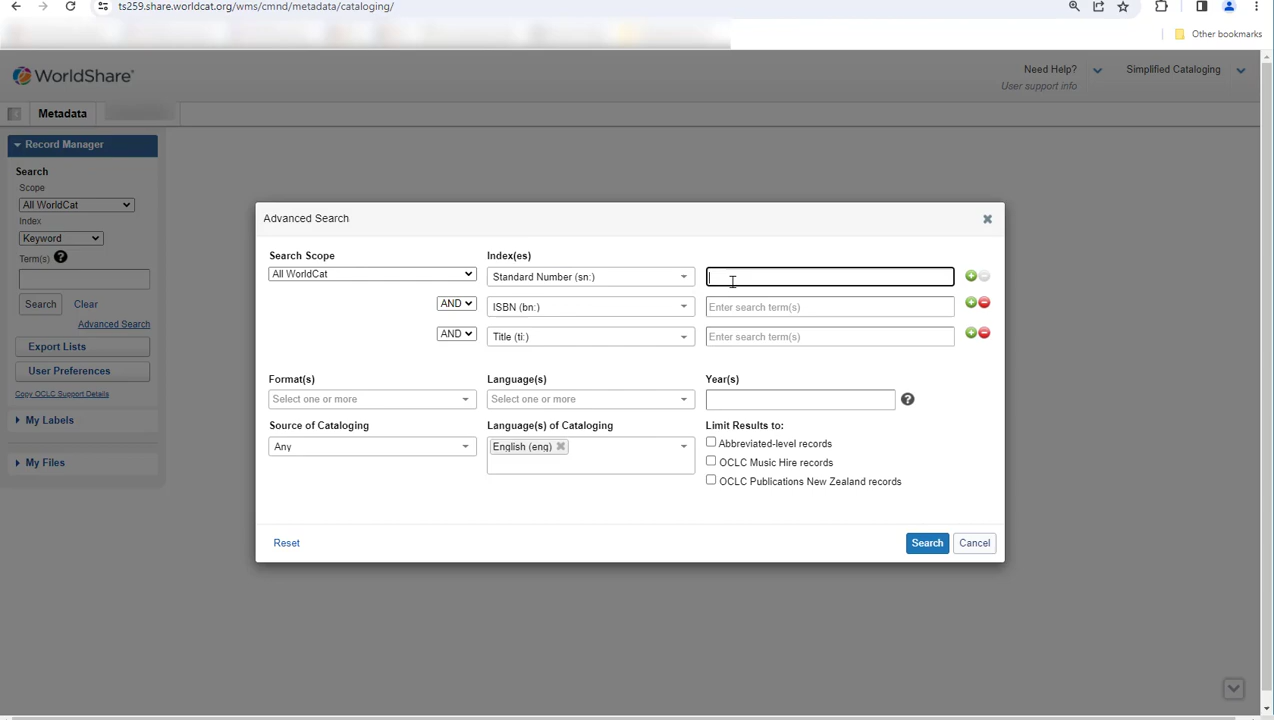 ts259.share.worldcat.org/wms/cmnd/metadata/cataloging/
Other bookmarks
WorldShare®
Need Help?
User support info
Simplified Cataloging
Metadata
Record Manager
Search
Scope
All WorldCat
Index
Keyword
Term(s)
?
Search Clear
Advanced Search
Export Lists
User Preferences
Copy OCLC Support Details
My Labels
My Files
Advanced Search
Search Scope
Index(es)
All WorldCat
Standard Number (sn:)
AND
ISBN (bn:)
Enter search term(s)
AND
Title (ti:)
Enter search term(s)
Format(s)
Language(s)
Year(s)
Select one or more
Select one or more
?
Source of Cataloging
Language(s) of Cataloging
Limit Results to:
Any
English (eng)
Abbreviated-level records
OCLC Music Hire records
OCLC Publications New Zealand records
Reset
Search
Cancel